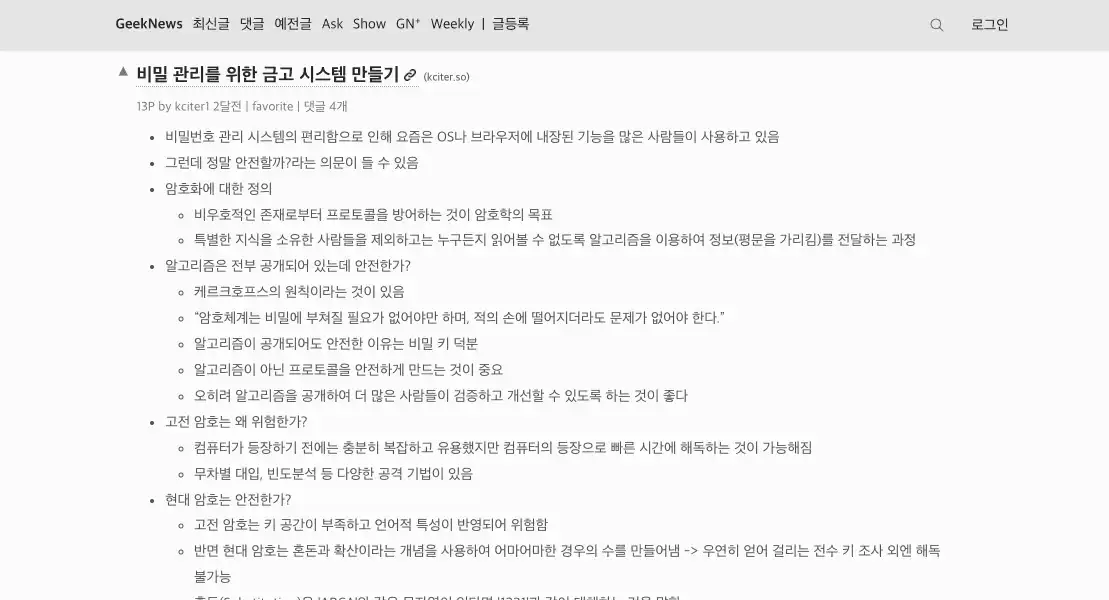 GeekNews 최신글 댓글 예전글 Ask Show GN⁺ Weekly | 글등록 로그인
비밀 관리를 위한 금고 시스템 만들기 (kciter.so)
13P by kciter1 2달전 | favorite | 댓글 4개
비밀번호 관리 시스템의 편리함으로 인해 요즘은 OS나 브라우저에 내장된 기능을 많은 사람들이 사용하고 있음
그런데 정말 안전할까?라는 의문이 들 수 있음
암호화에 대한 정의
비우호적인 존재로부터 프로토콜을 방어하는 것이 암호학의 목표
특별한 지식을 소유한 사람들을 제외하고는 누구든지 읽어볼 수 없도록 알고리즘을 이용하여 정보(평문을 가리킴)를 전달하는 과정
알고리즘은 전부 공개되어 있는데 안전한가?
케르크호프스의 원칙이라는 것이 있음
“암호체계는 비밀에 부쳐질 필요가 없어야만 하며, 적의 손에 떨어지더라도 문제가 없어야 한다.”
알고리즘이 공개되어도 안전한 이유는 비밀 키 덕분
알고리즘이 아닌 프로토콜을 안전하게 만드는 것이 중요
오히려 알고리즘을 공개하여 더 많은 사람들이 검증하고 개선할 수 있도록 하는 것이 좋다
고전 암호는 왜 위험한가?
컴퓨터가 등장하기 전에는 충분히 복잡하고 유용했지만 컴퓨터의 등장으로 빠른 시간에 해독하는 것이 가능해짐
무차별 대입, 빈도분석 등 다양한 공격 기법이 있음
현대 암호는 안전한가?
고전 암호는 키 공간이 부족하고 언어적 특성이 반영되어 위험함
반면 현대 암호는 혼돈과 확산이라는 개념을 사용하여 어마어마한 경우의 수를 만들어냄 -> 우연히 얻어 걸리는 전수 키 조사 외엔 해독
불가능